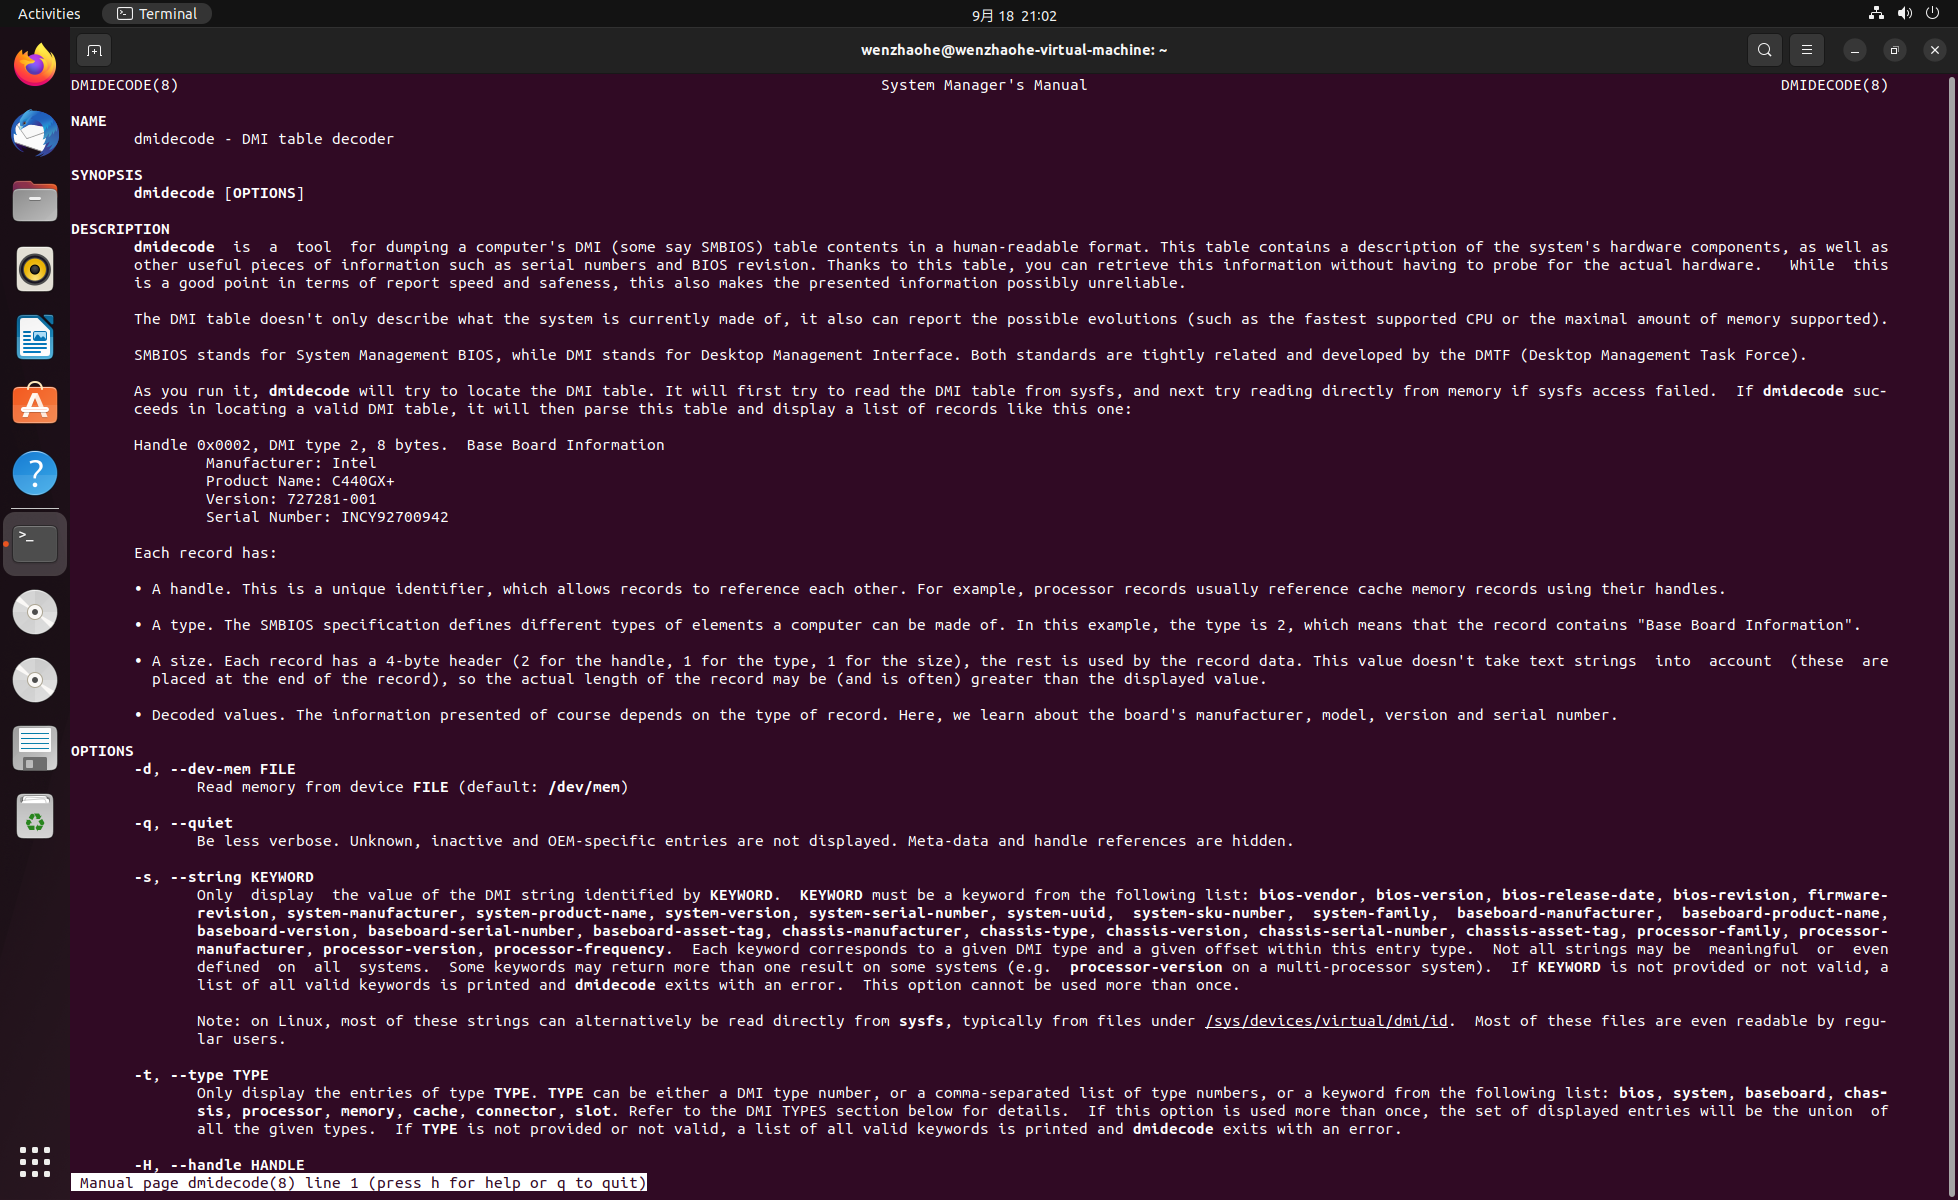 Activities
Terminal
9月 18 21:02
wenzhaohe@wenzhaohe-virtual-machine: ~
DMIDECODE(8) System Manager's Manual DMIDECODE(8)
NAME
dmidecode - DMI table decoder
SYNOPSIS
dmidecode [OPTIONS]
DESCRIPTION
dmidecode is a tool for dumping a computer's DMI (some say SMBIOS) table contents in a human-readable format. This table contains a description of the system's hardware components, as well as
other useful pieces of information such as serial numbers and BIOS revision. Thanks to this table, you can retrieve this information without having to probe for the actual hardware. While this
is a good point in terms of report speed and safeness, this also makes the presented information possibly unreliable.
The DMI table doesn't only describe what the system is currently made of, it also can report the possible evolutions (such as the fastest supported CPU or the maximal amount of memory supported).
SMBIOS stands for System Management BIOS, while DMI stands for Desktop Management Interface. Both standards are tightly related and developed by the DMTF (Desktop Management Task Force).
As you run it, dmidecode will try to locate the DMI table. It will first try to read the DMI table from sysfs, and next try reading directly from memory if sysfs access failed. If dmidecode suc-
ceeds in locating a valid DMI table, it will then parse this table and display a list of records like this one:
Handle 0x0002, DMI type 2, 8 bytes. Base Board Information
Manufacturer: Intel
Product Name: C440GX+
Version: 727281-001
Serial Number: INCY92700942
Each record has:
• A handle. This is a unique identifier, which allows records to reference each other. For example, processor records usually reference cache memory records using their handles.
• A type. The SMBIOS specification defines different types of elements a computer can be made of. In this example, the type is 2, which means that the record contains "Base Board Information".
• A size. Each record has a 4-byte header (2 for the handle, 1 for the type, 1 for the size), the rest is used by the record data. This value doesn't take text strings into account (these are
placed at the end of the record), so the actual length of the record may be (and is often) greater than the displayed value.
• Decoded values. The information presented of course depends on the type of record. Here, we learn about the board's manufacturer, model, version and serial number.
OPTIONS
-d, --dev-mem FILE
Read memory from device FILE (default: /dev/mem)
-q, --quiet
Be less verbose. Unknown, inactive and OEM-specific entries are not displayed. Meta-data and handle references are hidden.
-s, --string KEYWORD
Only display the value of the DMI string identified by KEYWORD. KEYWORD must be a keyword from the following list: bios-vendor, bios-version, bios-release-date, bios-revision, firmware-
revision, system-manufacturer, system-product-name, system-version, system-serial-number, system-uuid, system-sku-number, system-family, baseboard-manufacturer, baseboard-product-name,
baseboard-version, baseboard-serial-number, baseboard-asset-tag, chassis-manufacturer, chassis-type, chassis-version, chassis-serial-number, chassis-asset-tag, processor-family, processor-
manufacturer, processor-version, processor-frequency. Each keyword corresponds to a given DMI type and a given offset within this entry type. Not all strings may be meaningful or even
defined on all systems. Some keywords may return more than one result on some systems (e.g. processor-version on a multi-processor system). If KEYWORD is not provided or not valid, a
list of all valid keywords is printed and dmidecode exits with an error. This option cannot be used more than once.
Note: on Linux, most of these strings can alternatively be read directly from sysfs, typically from files under /sys/devices/virtual/dmi/id. Most of these files are even readable by regu-
lar users.
-t, --type TYPE
Only display the entries of type TYPE. TYPE can be either a DMI type number, or a comma-separated list of type numbers, or a keyword from the following list: bios, system, baseboard, chas-
sis, processor, memory, cache, connector, slot. Refer to the DMI TYPES section below for details. If this option is used more than once, the set of displayed entries will be the union of
all the given types. If TYPE is not provided or not valid, a list of all valid keywords is printed and dmidecode exits with an error.
-H, --handle HANDLE
Manual page dmidecode(8) line 1 (press h for help or q to quit)